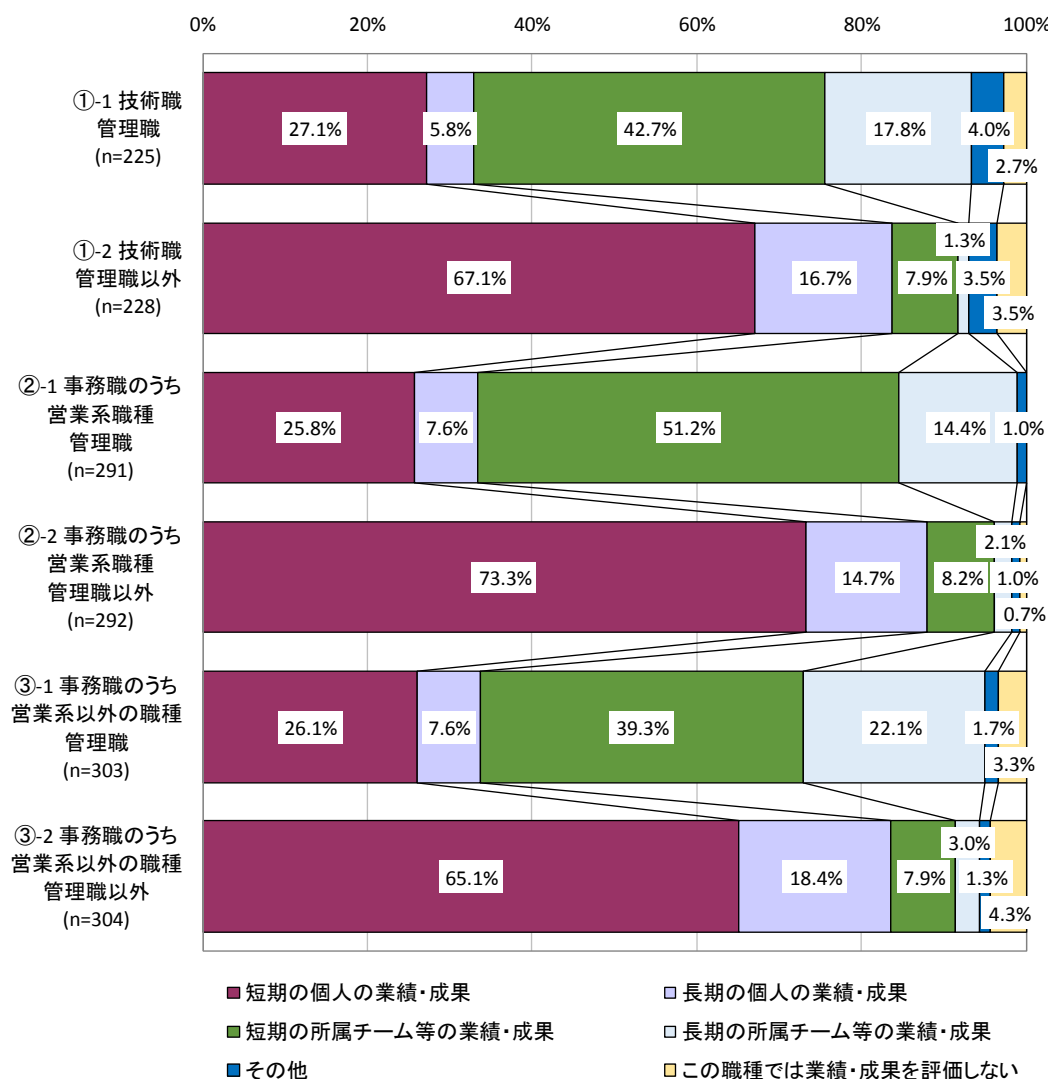 0% 20% 40% 60% 80% 100%
①-1 技術職
管理職
(n=225)
27.1% 5.8% 42.7% 17.8% 4.0%
2.7%
①-2 技術職
管理職以外
(n=228)
1.3%
67.1% 16.7% 7.9% 3.5%
3.5%
②-1 事務職のうち
営業系職種
管理職
(n=291)
25.8% 7.6% 51.2% 14.4% 1.0%
②-2 事務職のうち
営業系職種
管理職以外
(n=292)
2.1%
73.3% 14.7% 8.2% 1.0%
0.7%
③-1 事務職のうち
営業系以外の職種
管理職
(n=303)
26.1% 7.6% 39.3% 22.1% 1.7%
3.3%
③-2 事務職のうち
営業系以外の職種
管理職以外
(n=304)
3.0%
65.1% 18.4% 7.9% 1.3%
4.3%
短期の個人の業績・成果 長期の個人の業績・成果
短期の所属チーム等の業績・成果 長期の所属チーム等の業績・成果
その他 この職種では業績・成果を評価しない